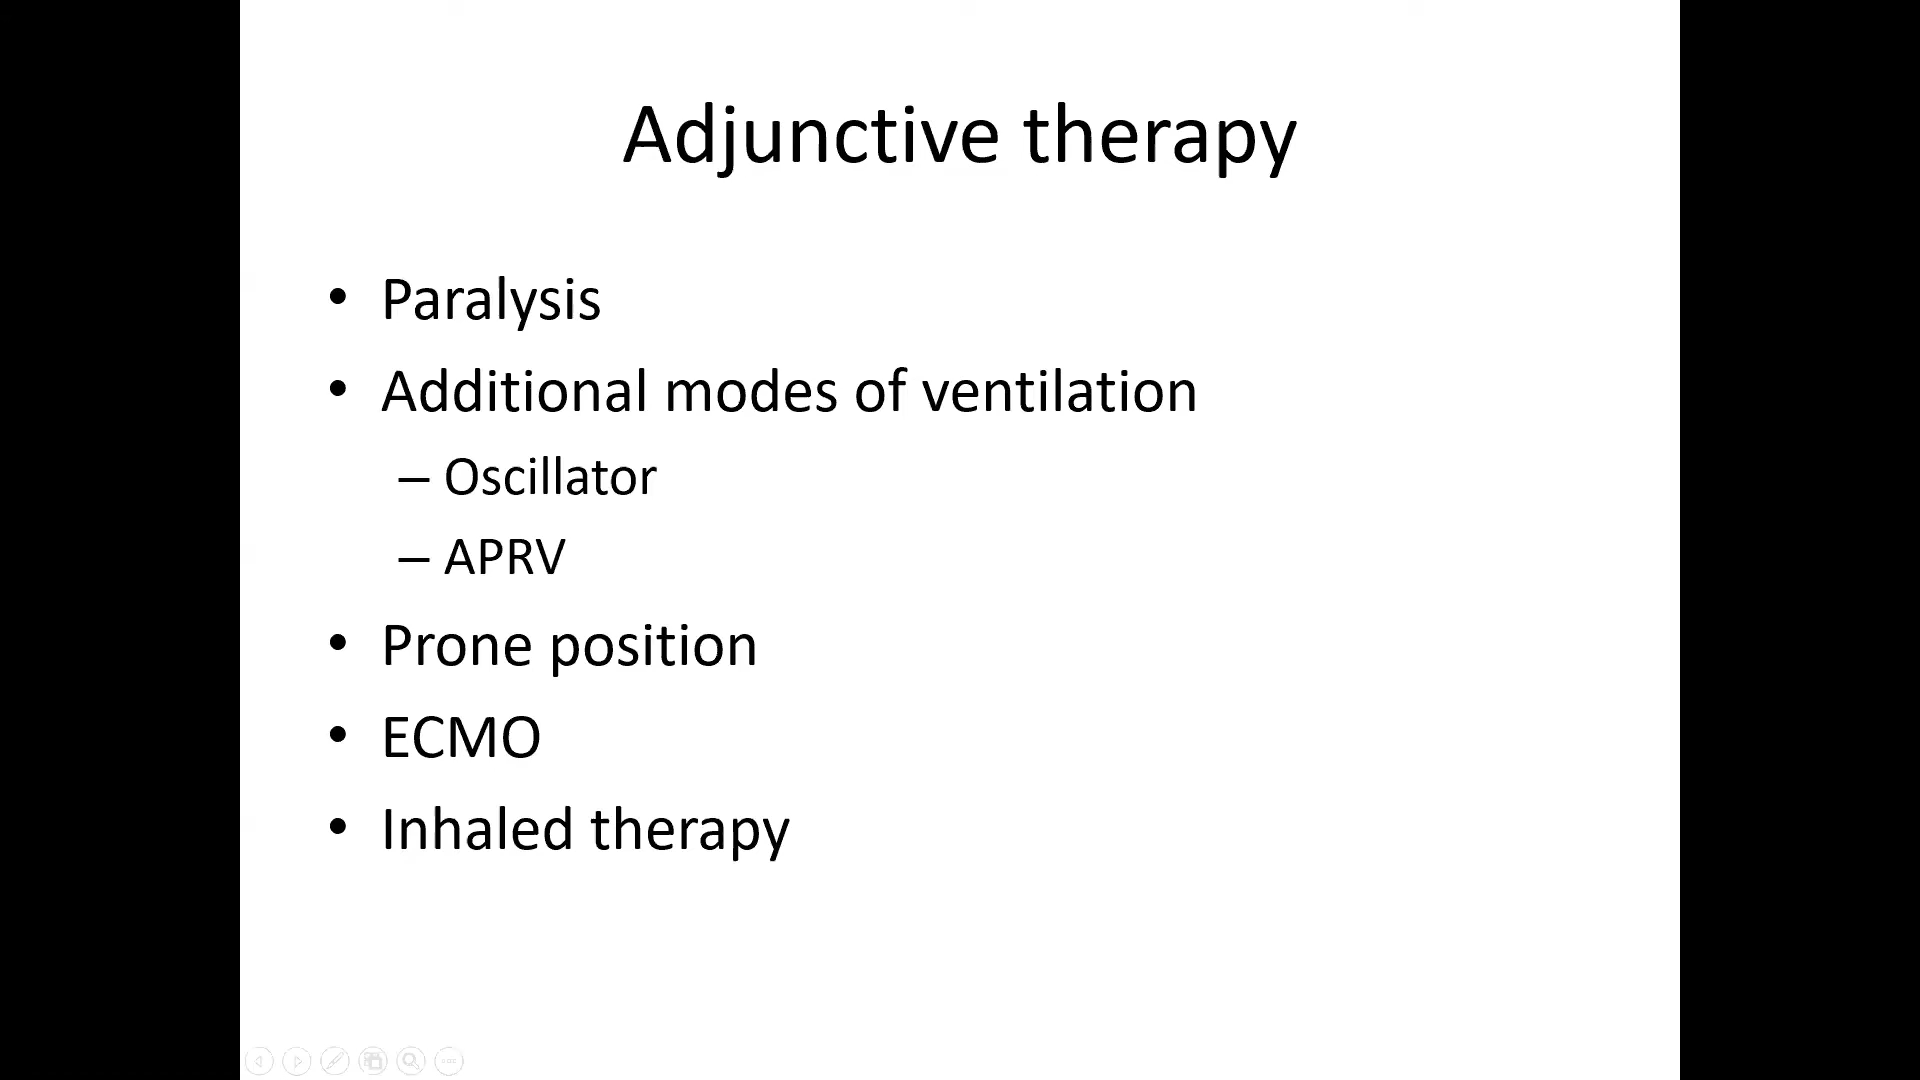 Adjunctive therapy
• Paralysis
• Additional modes of ventilation
– Oscillator
– APRV
• Prone position
• ECMO
• Inhaled therapy